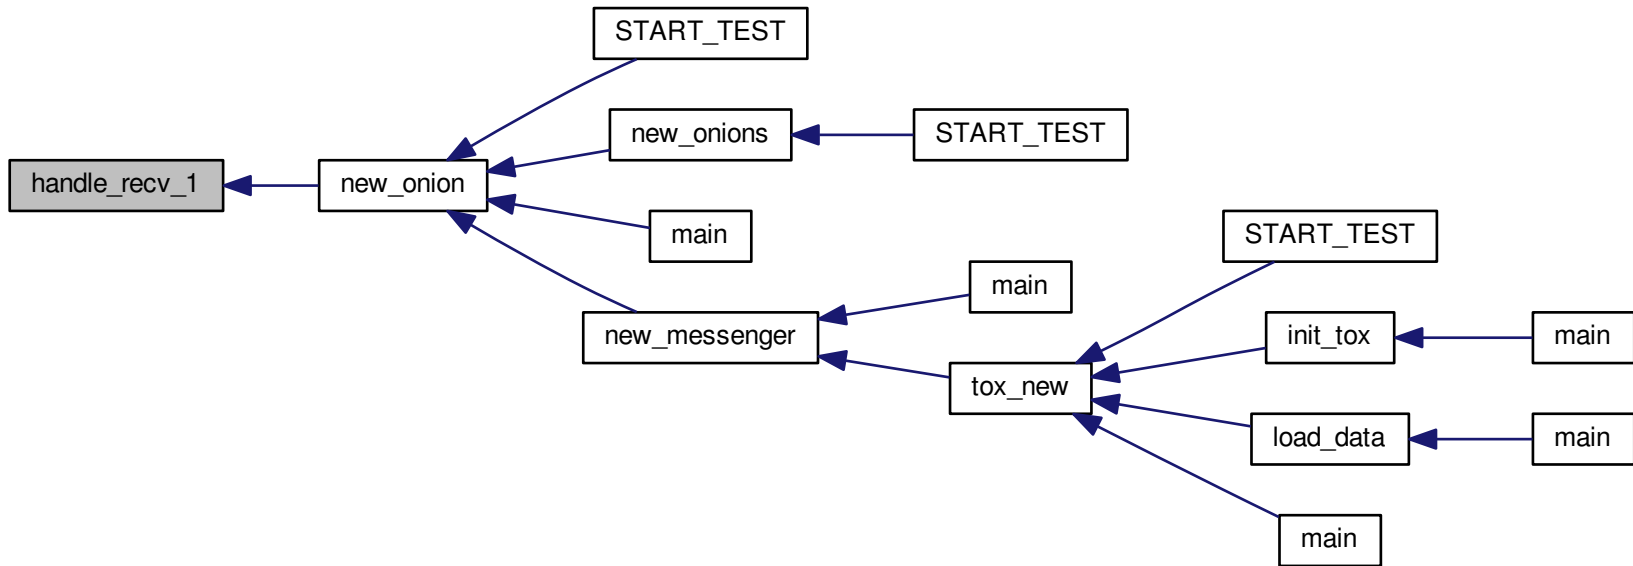 START_TEST
new_onions
START_TEST
handle_recv_1
new_onion
main
START_TEST
main
new_messenger
init_tox
main
tox_new
load_data
main
main